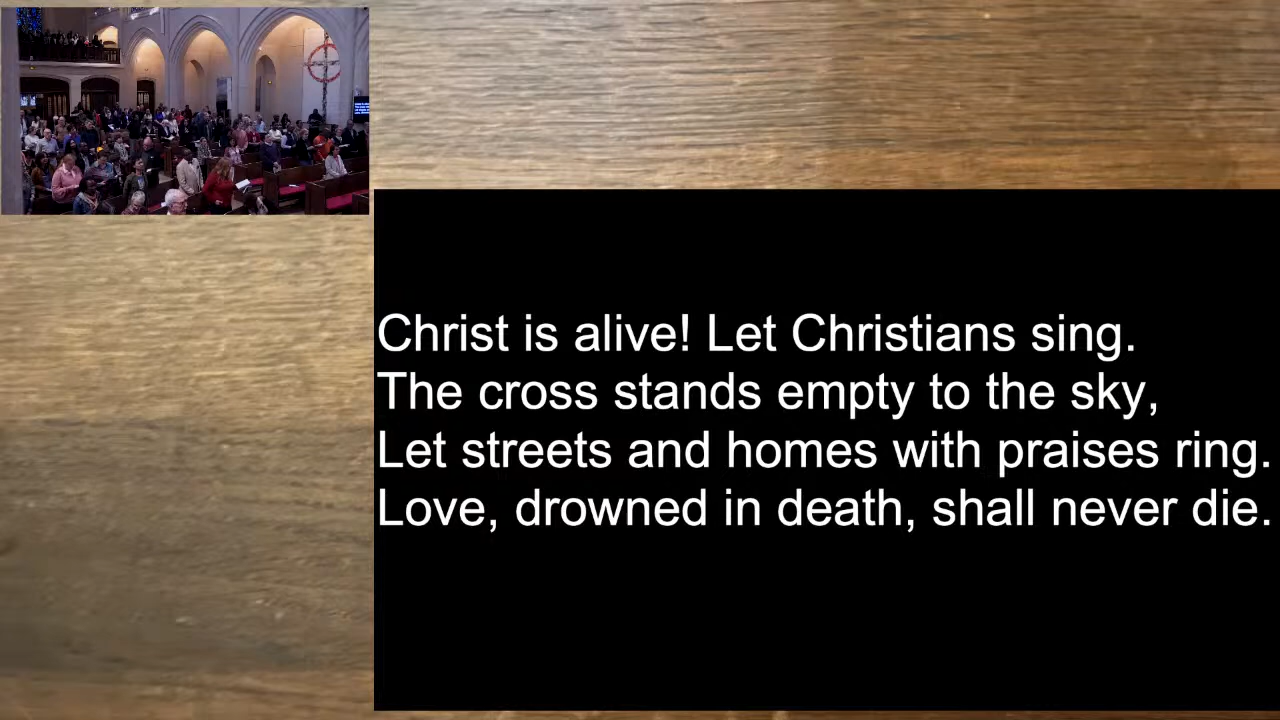 Christ is alive! Let Christians sing.
The cross stands empty to the sky,
Let streets and homes with praises ring.
Love, drowned in death, shall never die.